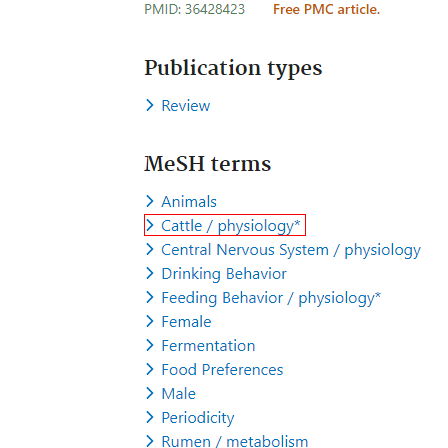 PMID: 36428423 Free PMC article.
Publication types
Review
MeSH terms
Animals
Cattle / physiology*
Central Nervous System / physiology
Drinking Behavior
Feeding Behavior / physiology*
Female
Fermentation
Food Preferences
Male
Periodicity
Rumen / metabolism